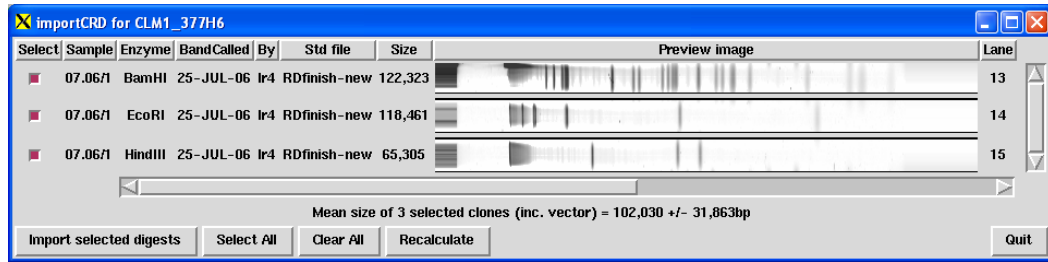 importCRD for CLM1_377H6
Select Sample Enzyme BandCalled By Std file Size Preview image Lane
07.06/1 BamHI 25-JUL-06 lr4 RDfinish-new 122,323 13
07.06/1 EcoRI 25-JUL-06 lr4 RDfinish-new 118,461 14
07.06/1 HindIII 25-JUL-06 lr4 RDfinish-new 65,305 15
Mean size of 3 selected clones (inc. vector) = 102,030 +/- 31,863bp
Import selected digests Select All Clear All Recalculate Quit